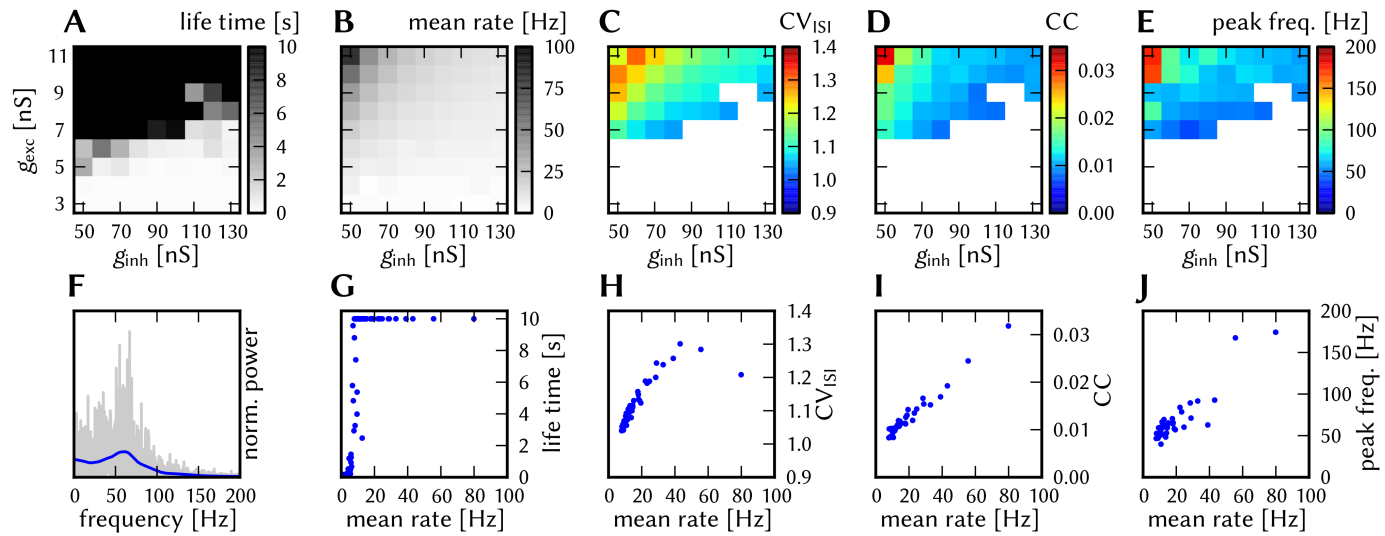 A life time [s] B mean rate [Hz] C CV_ISI D CC E peak freq. [Hz]
g_exc [nS]
11 9 7 5 3
50 70 90 110 130
g_inh [nS]
10 8 6 4 2 0
50 70 90 110 130
g_inh [nS]
100 75 50 25 0
50 70 90 110 130
g_inh [nS]
1.4 1.3 1.2 1.1 1.0 0.9
50 70 90 110 130
g_inh [nS]
0.03 0.02 0.01 0.00
50 70 90 110 130
g_inh [nS]
200 150 100 50 0
F G H I J
0 50 100 150 200
frequency [Hz]
norm. power
0 20 40 60 80 100
mean rate [Hz]
10 8 6 4 2 0
life time [s]
0 20 40 60 80 100
mean rate [Hz]
1.4 1.3 1.2 1.1 1.0 0.9
CV_ISI
0 20 40 60 80 100
mean rate [Hz]
0.03 0.02 0.01 0.00
CC
0 20 40 60 80 100
mean rate [Hz]
200 150 100 50 0
peak freq. [Hz]